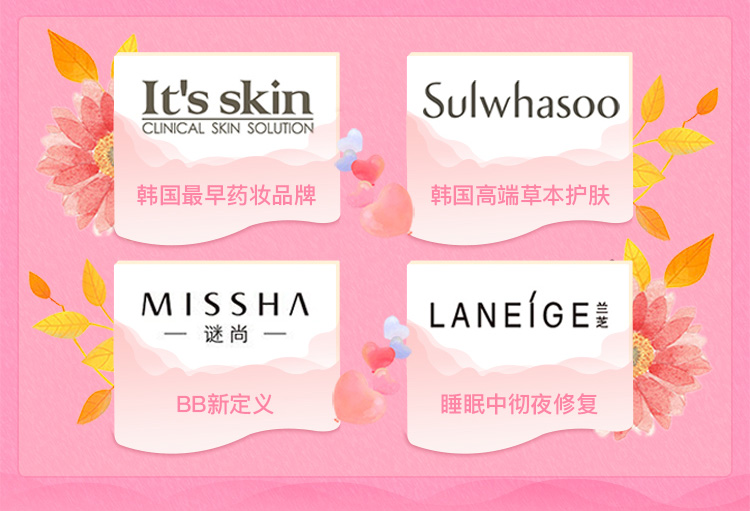 It's skin
CLINICAL SKIN SOLUTION
韩国最早药妆品牌
Sulwhasoo
韩国高端草本护肤
MISSHA
— 谜尚 —
BB新定义
LANEÍGE 兰芝
睡眠中彻夜修复